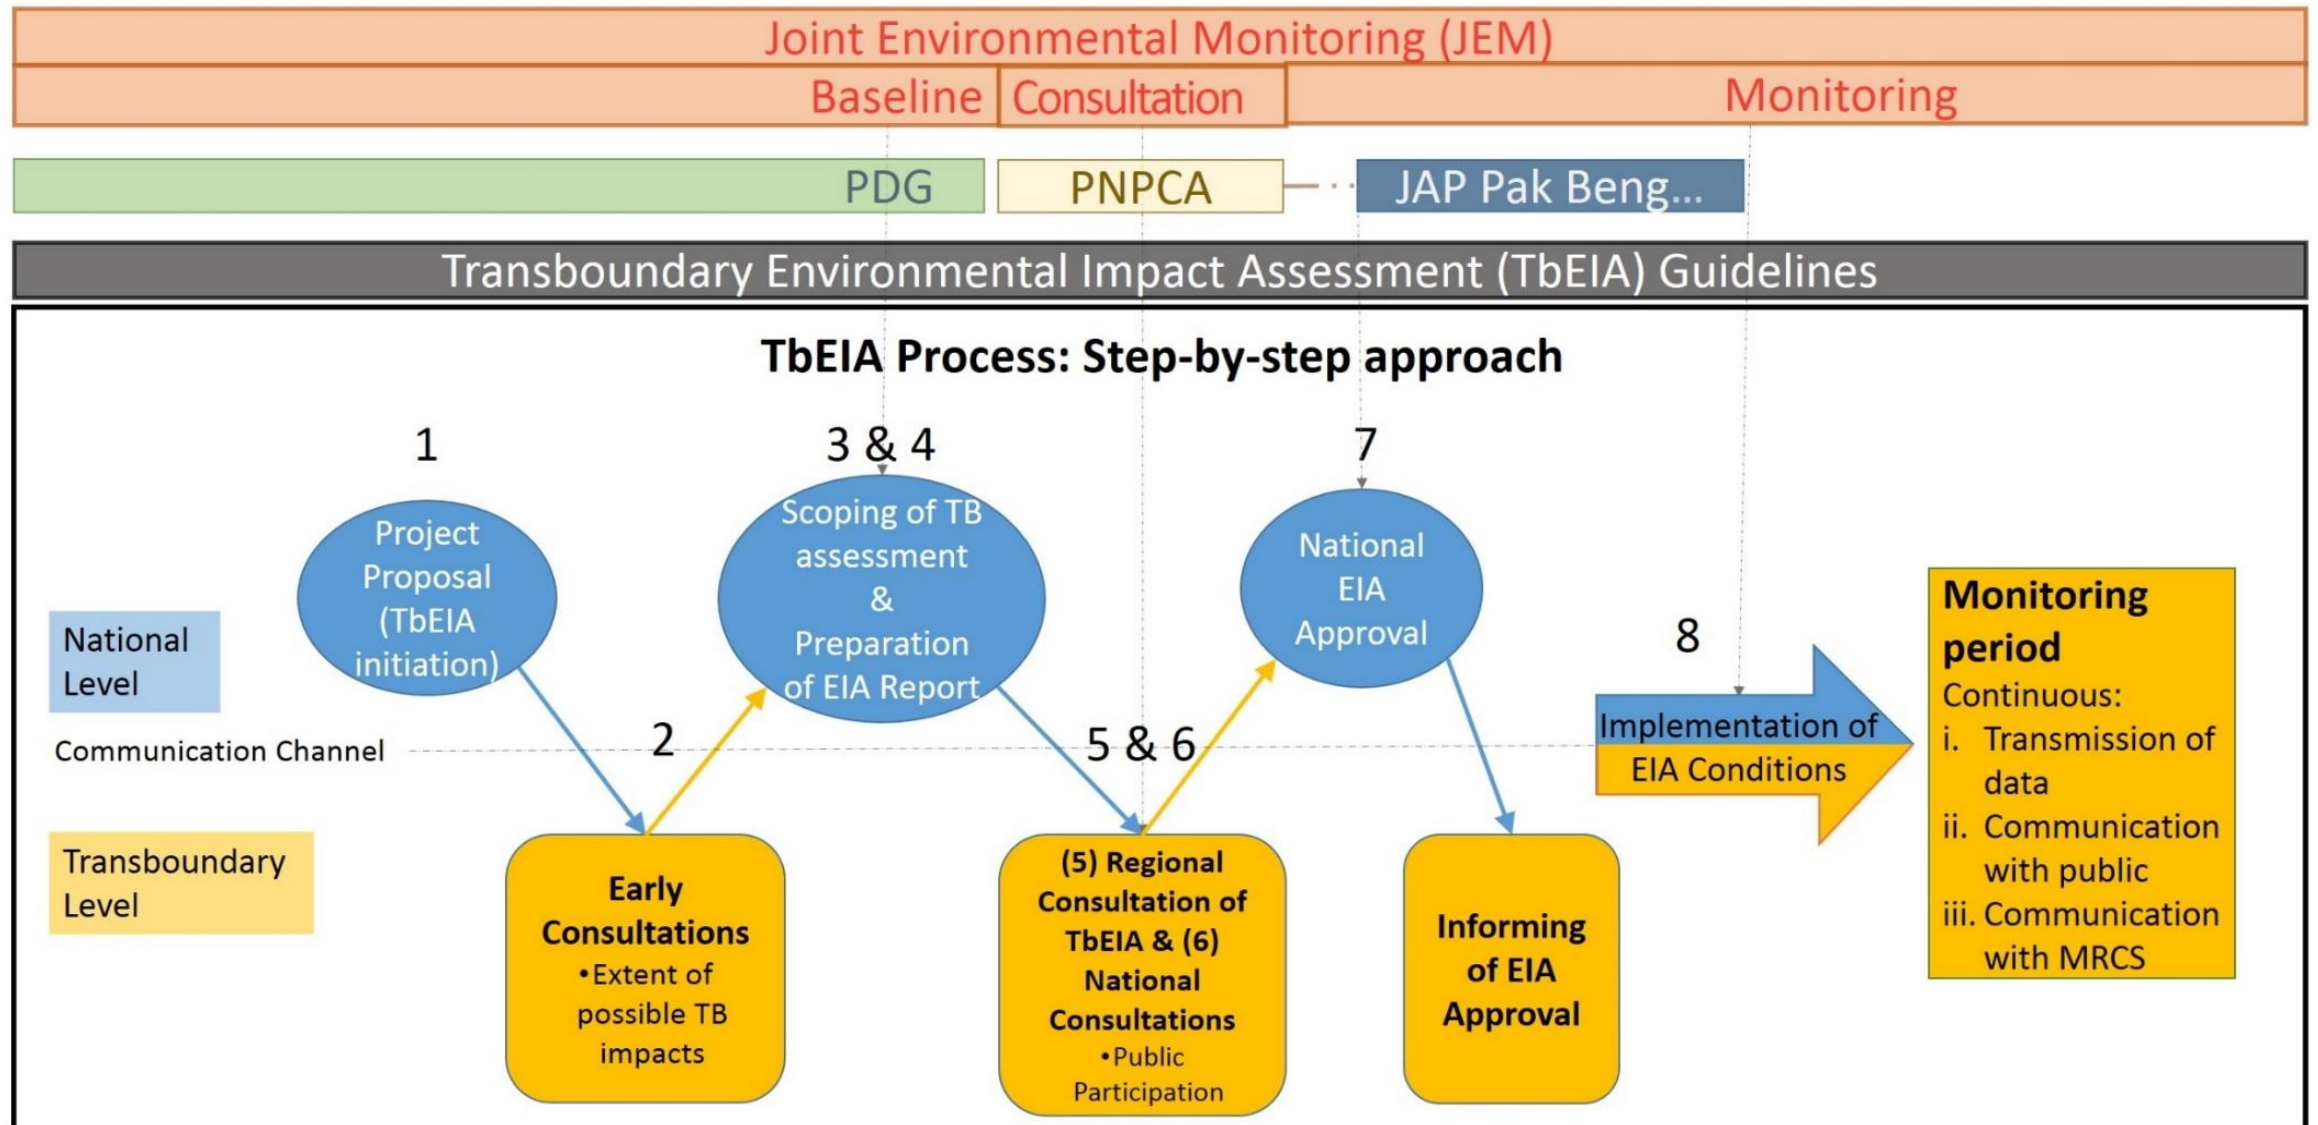 Joint Environmental Monitoring (JEM)
Baseline
Consultation
Monitoring
PDG
PNPCA
JAP Pak Beng...
Transboundary Environmental Impact Assessment (TbEIA) Guidelines
TbEIA Process: Step-by-step approach
1
3 & 4
7
Project
Proposal
(TbEIA
initiation)
Scoping of TB
assessment
&
Preparation
of EIA Report
National
EIA
Approval
National
Level
8
Monitoring
period
Continuous:
i. Transmission of
data
ii. Communication
with public
iii. Communication
with MRCS
2
5 & 6
Communication Channel
Implementation of
EIA Conditions
Transboundary
Level
Early
Consultations
•Extent of
possible TB
impacts
(5) Regional
Consultation of
TbEIA & (6)
National
Consultations
•Public
Participation
Informing
of EIA
Approval